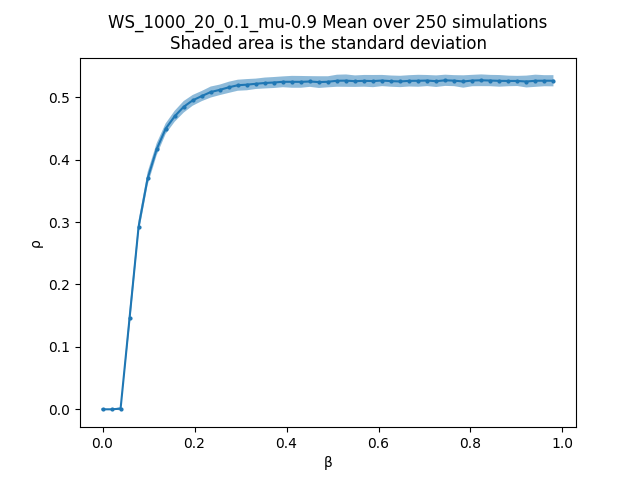 WS_1000_20_0.1_mu-0.9 Mean over 250 simulations
Shaded area is the standard deviation
0.5
0.4
0.3
0.2
0.1
0.0
ρ
0.0 0.2 0.4 0.6 0.8 1.0
β